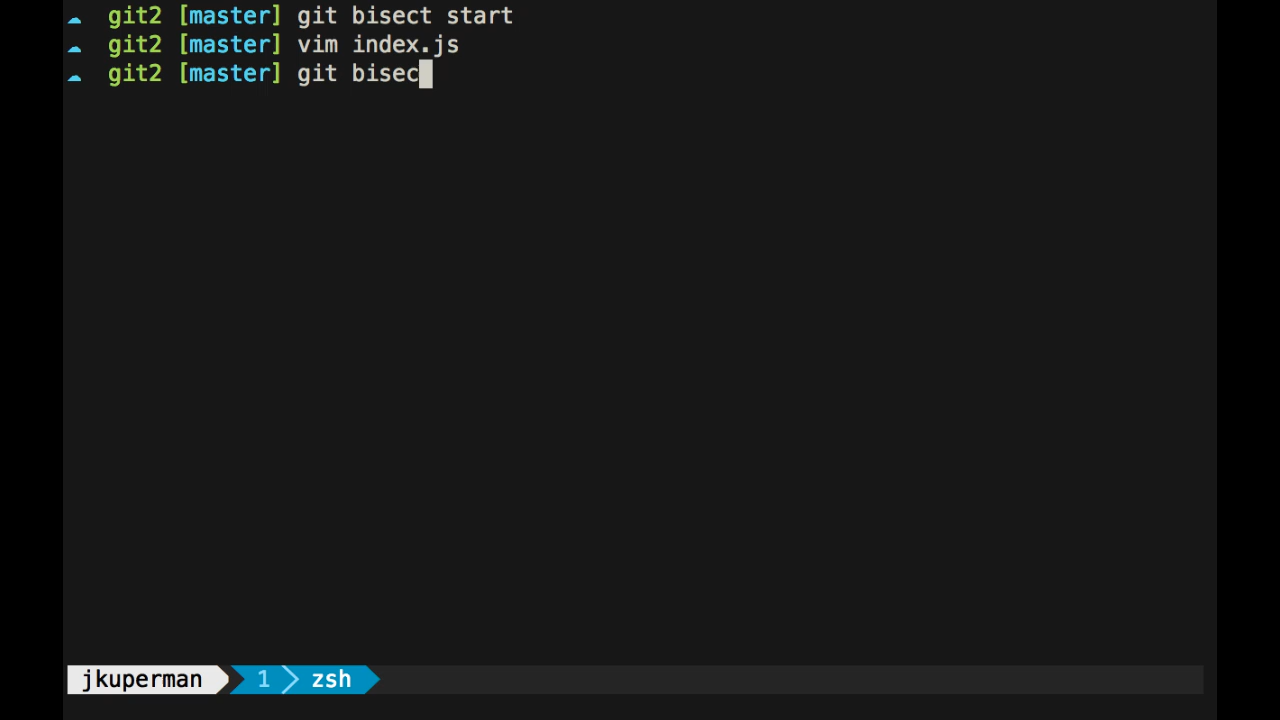 ☁ git2 [master] git bisect start
☁ git2 [master] vim index.js
☁ git2 [master] git bisec
jkuperman 1 zsh